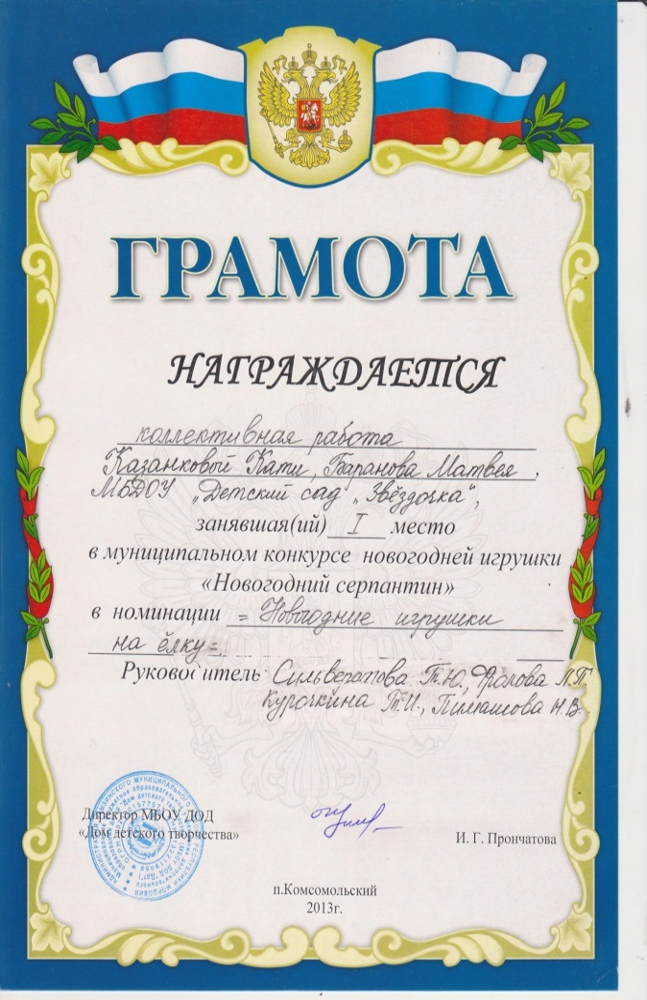 ГРАМОТА
НАГРАЖДАЕТСЯ
коллективная работа
Казанковой Кати, Баранова Матвея,
МБДОУ „Детский сад „Звёздочка“,
занявшая(ий) I место
в муниципальном конкурсе новогодней игрушки
«Новогодний серпантин»
в номинации = Новогодние игрушки
на ёлку =
Руководитель Т.Ю., Фролова Л.П.
Курочкина Т.И., Н.В.
Директор МБОУ ДОД
«Дом детского творчества»
И. Г. Прончатова
п.Комсомольский
2013г.